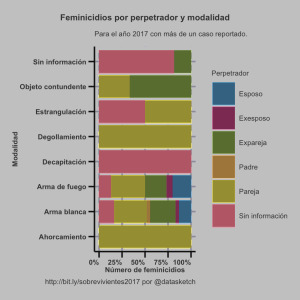 Feminicidios por perpetrador y modalidad
Para el año 2017 con más de un caso reportado.
Modalidad
Sin información
Objeto contundente
Estrangulación
Degollamiento
Decapitación
Arma de fuego
Arma blanca
Ahorcamiento
0% 25% 50% 75% 100%
Número de feminicidios
Perpetrador
Esposo
Exesposo
Expareja
Padre
Pareja
Sin información
http://bit.ly/sobrevivientes2017 por @datasketch